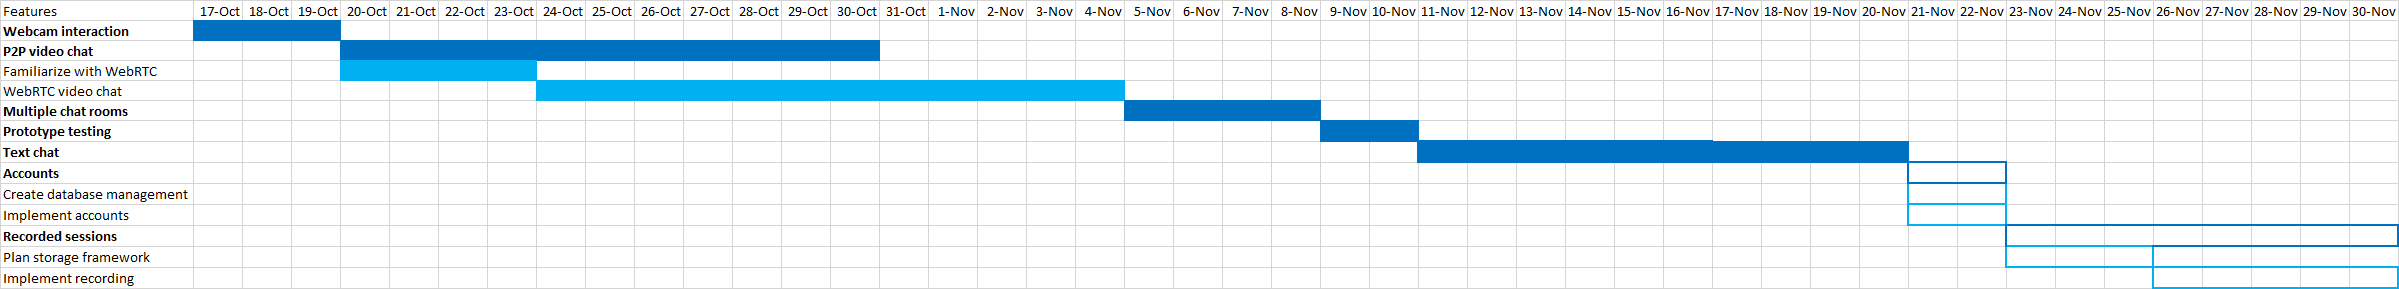 Features 17-Oct 18-Oct 19-Oct 20-Oct 21-Oct 22-Oct 23-Oct 24-Oct 25-Oct 26-Oct 27-Oct 28-Oct 29-Oct 30-Oct 31-Oct 1-Nov 2-Nov 3-Nov 4-Nov 5-Nov 6-Nov 7-Nov 8-Nov 9-Nov 10-Nov 11-Nov 12-Nov 13-Nov 14-Nov 15-Nov 16-Nov 17-Nov 18-Nov 19-Nov 20-Nov 21-Nov 22-Nov 23-Nov 24-Nov 25-Nov 26-Nov 27-Nov 28-Nov 29-Nov 30-Nov
Webcam interaction
P2P video chat
Familiarize with WebRTC
WebRTC video chat
Multiple chat rooms
Prototype testing
Text chat
Accounts
Create database management
Implement accounts
Recorded sessions
Plan storage framework
Implement recording